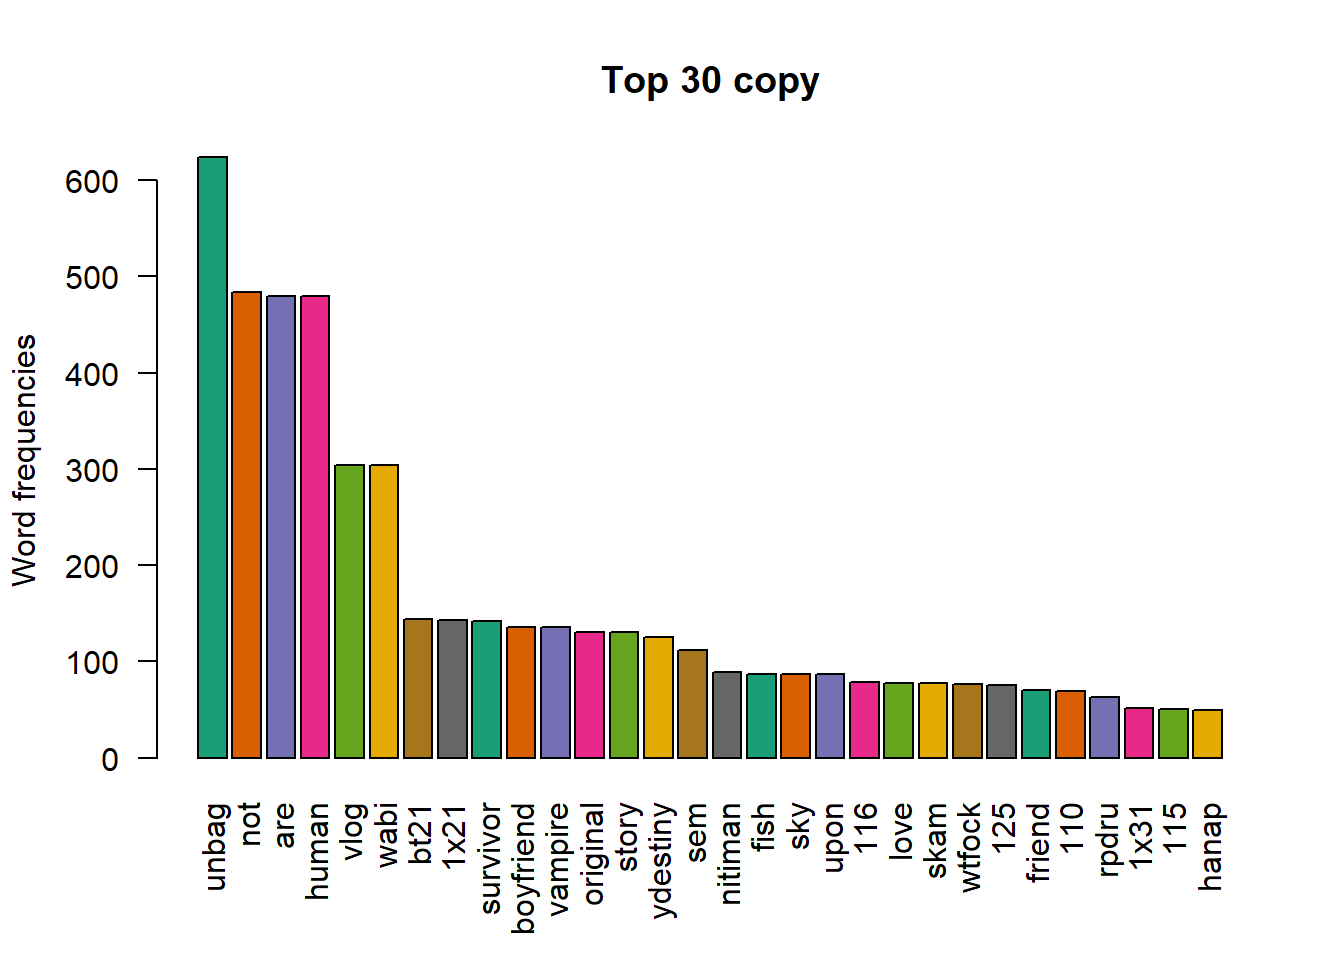 Top 30 copy
Word frequencies
600
500
400
300
200
100
0
unbag
not
are
human
vlog
wabi
bt21
1x21
survivor
boyfriend
vampire
original
story
ydestiny
sem
nitiman
fish
sky
upon
116
love
skam
wtfock
125
friend
110
rpdru
1x31
115
hanap